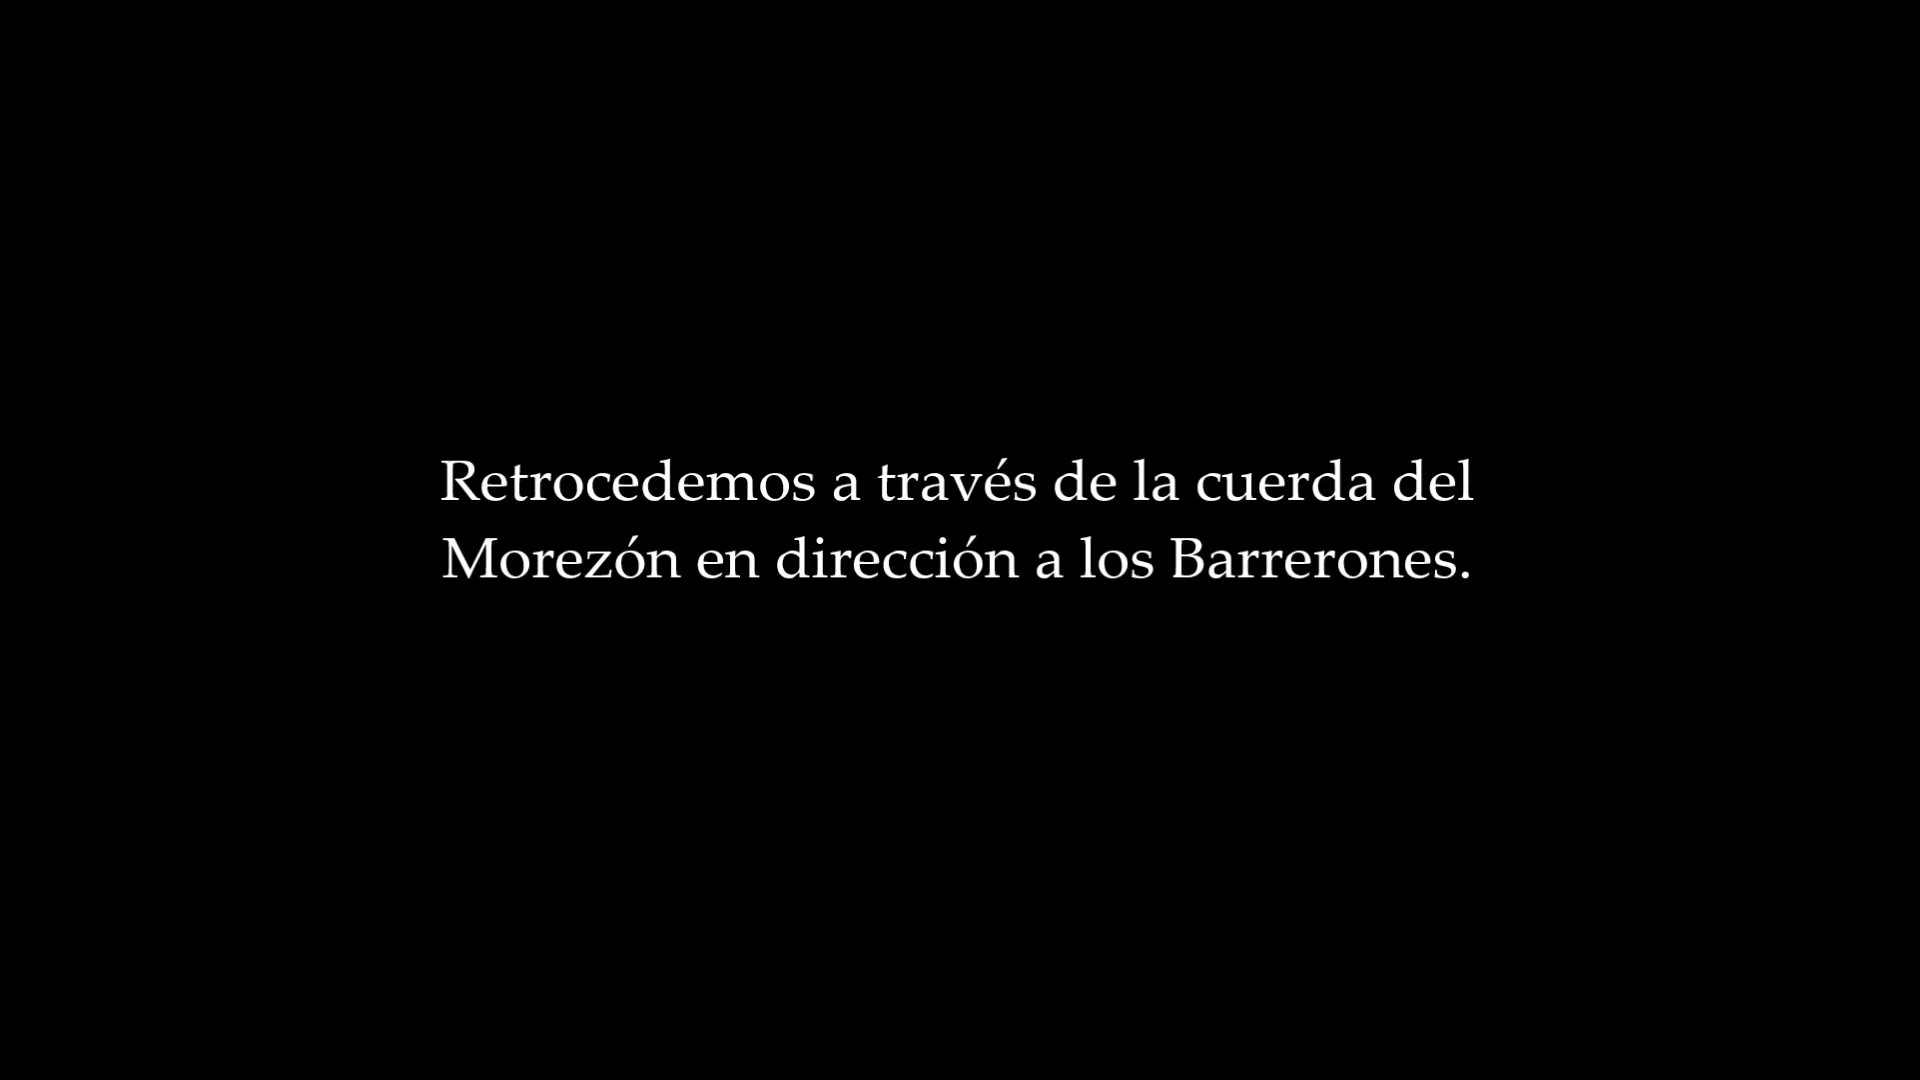 Retrocedemos a través de la cuerda del
Morezón en dirección a los Barrerones.